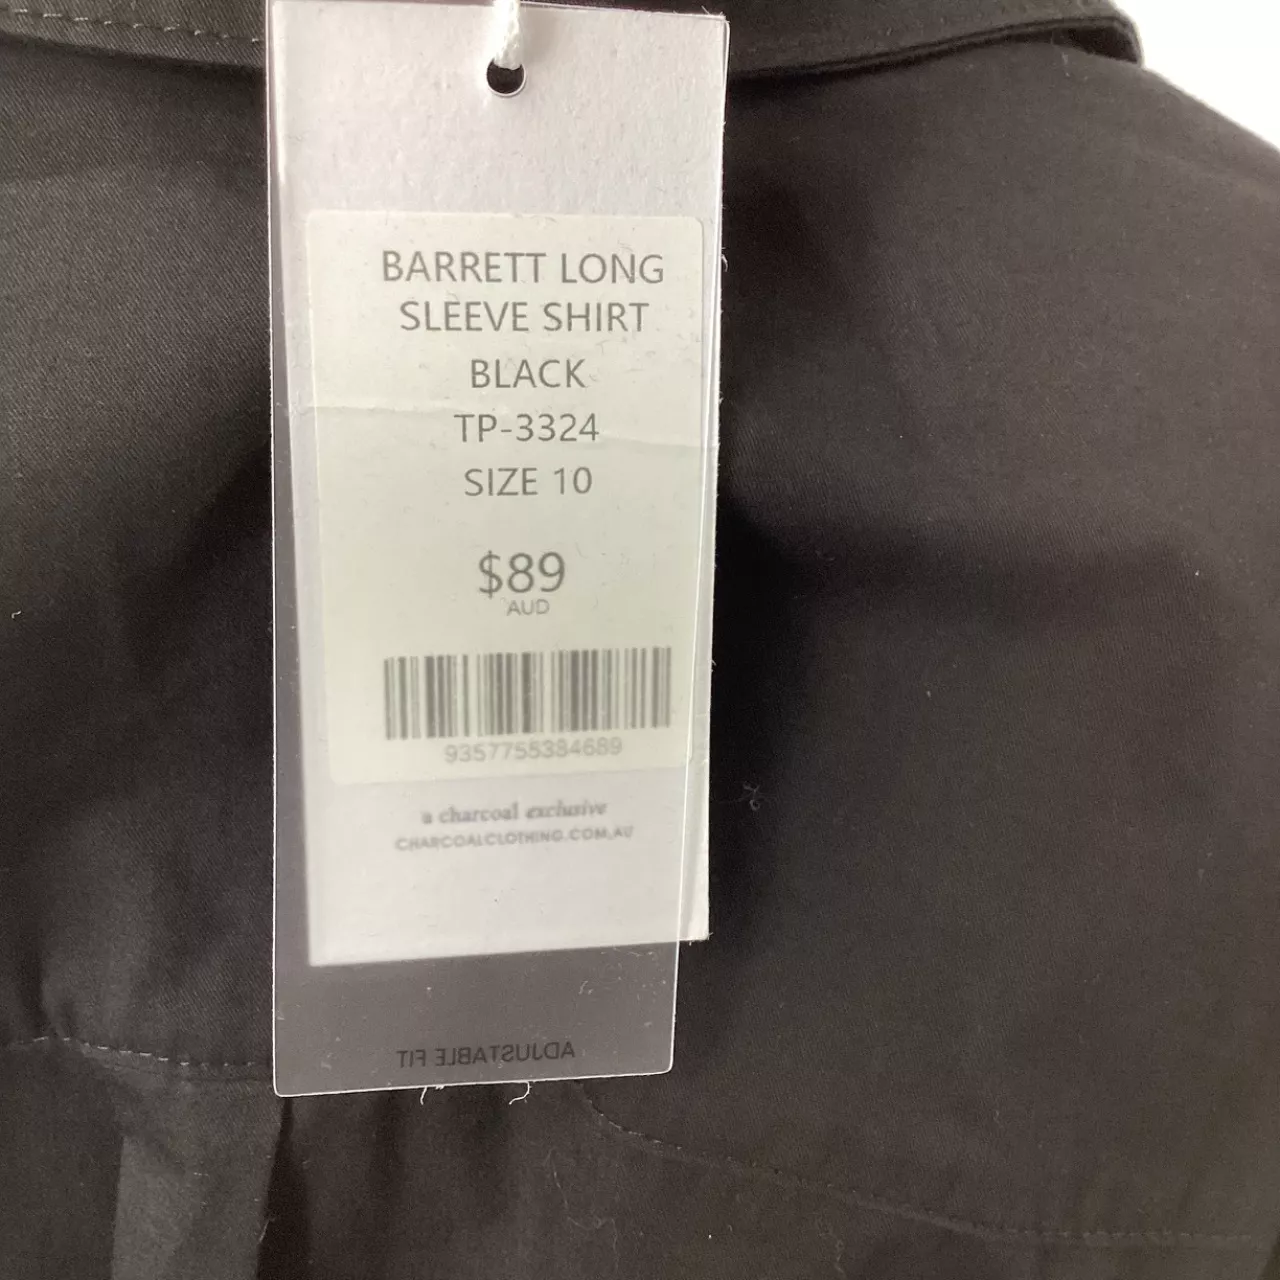 BARRETT LONG
SLEEVE SHIRT
BLACK
TP-3324
SIZE 10
$89
AUD
9357755384689
a charcoal exclusive
CHARCOALCLOTHING.COM.AU
ADJUSTABLE FIT